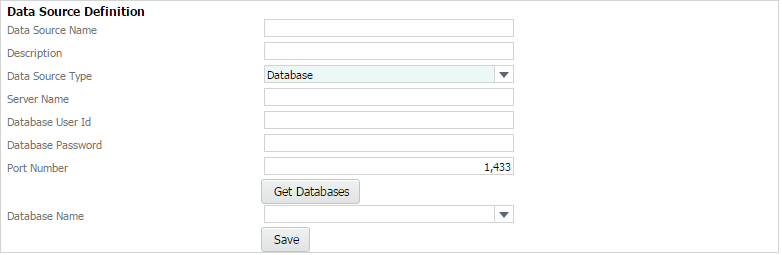 Data Source Definition
Data Source Name
Description
Data Source Type Database
Server Name
Database User Id
Database Password
Port Number 1,433
Get Databases
Database Name
Save